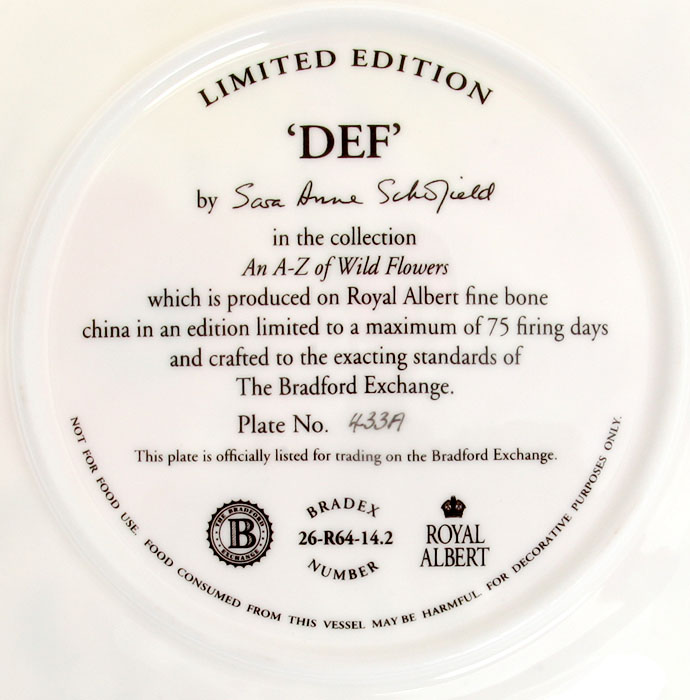 LIMITED EDITION
‘DEF’
by Sara Anne Schofield
in the collection
An A-Z of Wild Flowers
which is produced on Royal Albert fine bone
china in an edition limited to a maximum of 75 firing days
and crafted to the exacting standards of
The Bradford Exchange.
Plate No. 433A
This plate is officially listed for trading on the Bradford Exchange.
THE BRADFORD
B
EXCHANGE
BRADEX
26-R64-14.2
NUMBER
ROYAL
ALBERT
NOT FOR FOOD USE. FOOD CONSUMED FROM THIS VESSEL MAY BE HARMFUL. FOR DECORATIVE PURPOSES ONLY.